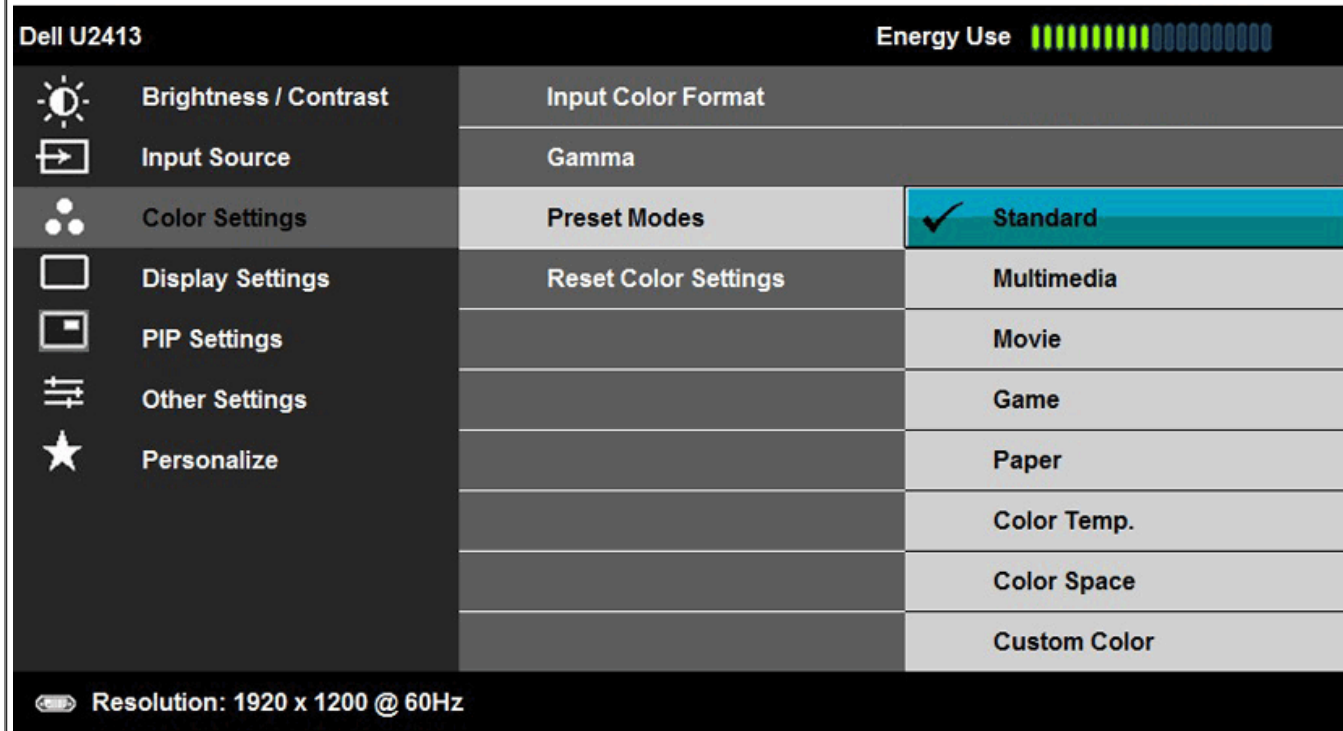 Dell U2413 Energy Use
Brightness / Contrast Input Color Format
Input Source Gamma
Color Settings Preset Modes Standard
Display Settings Reset Color Settings Multimedia
PIP Settings Movie
Other Settings Game
Personalize Paper
Color Temp.
Color Space
Custom Color
Resolution: 1920 x 1200 @ 60Hz